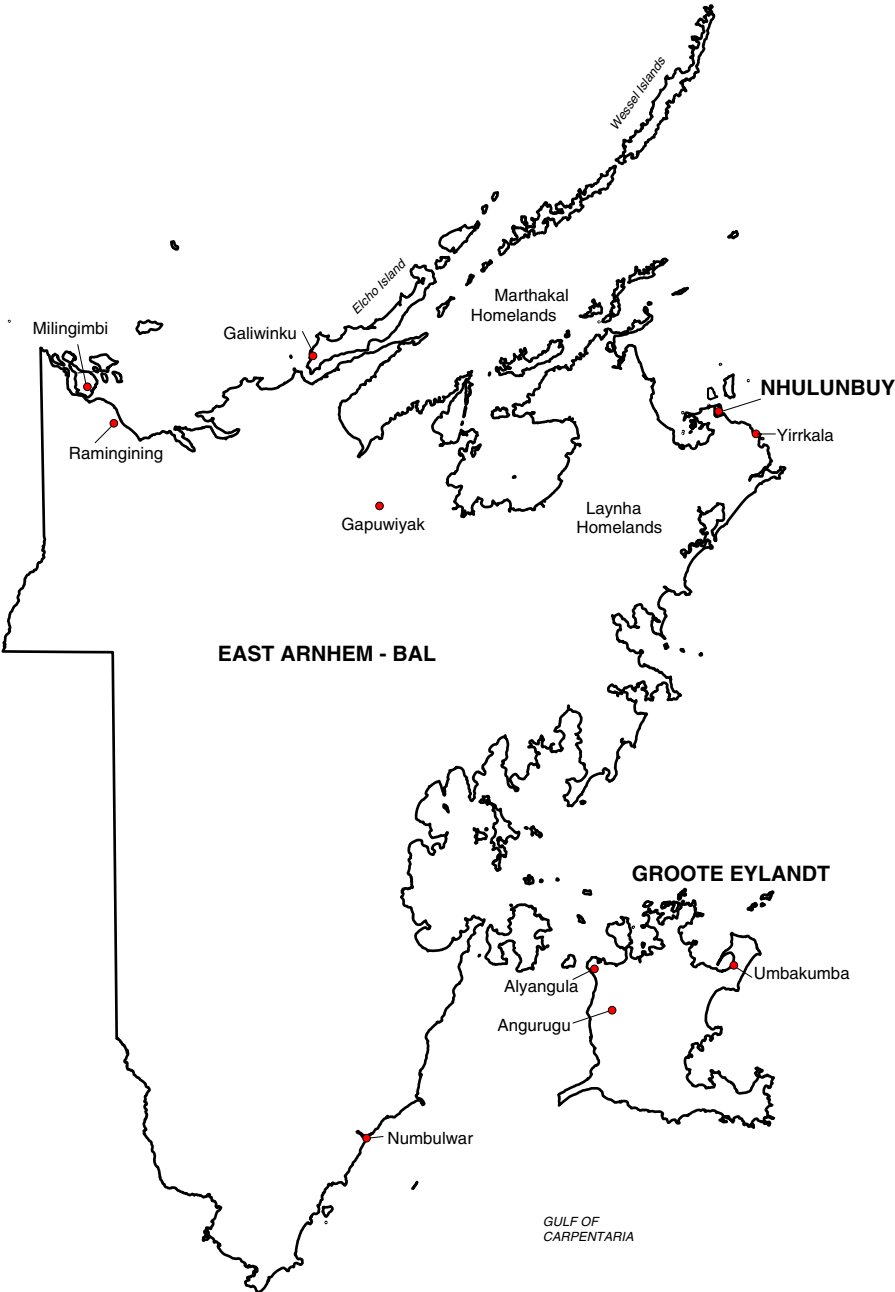 Wessel Islands
Elcho Island
Marthakal
Homelands
Milingimbi
Galiwinku
NHULUNBUY
Yirrkala
Ramingining
Laynha
Homelands
Gapuwiyak
EAST ARNHEM - BAL
GROOTE EYLANDT
Umbakumba
Alyangula
Angurugu
Numbulwar
GULF OF
CARPENTARIA